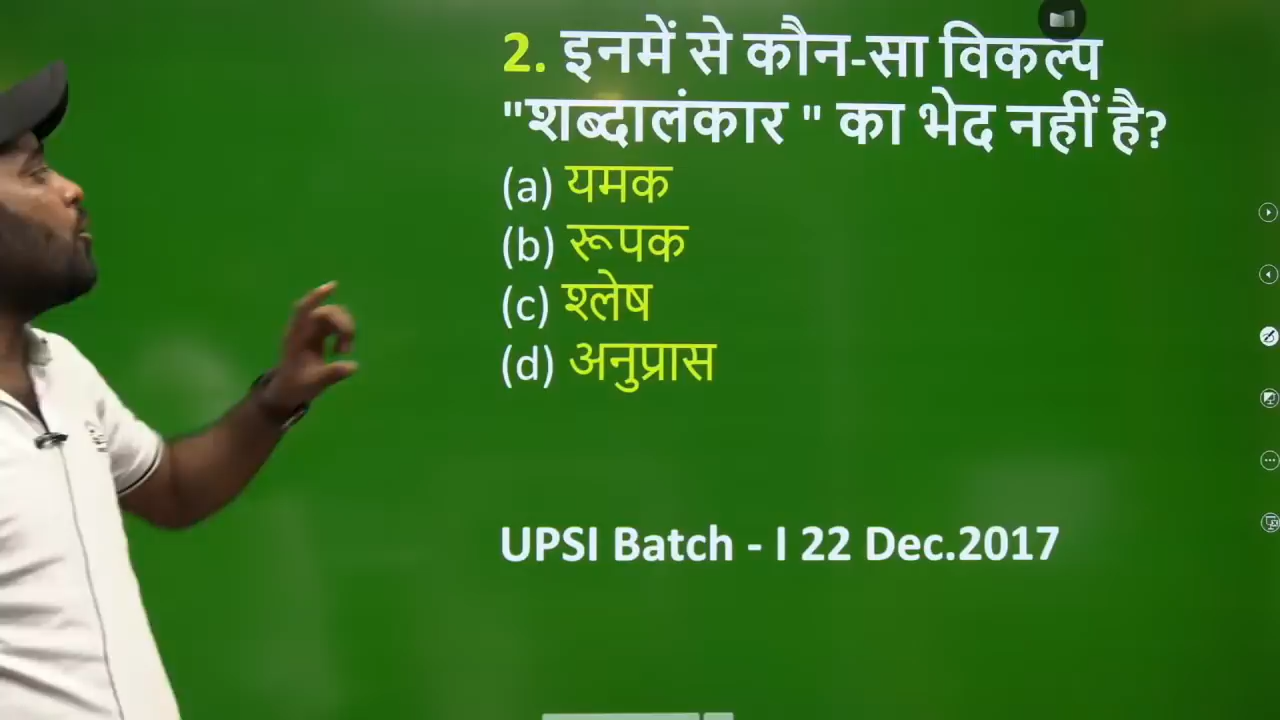 2. इनमें से कौन-सा विकल्प
"शब्दालंकार " का भेद नहीं है?
(a) यमक
(b) रूपक
(c) श्लेष
(d) अनुप्रास
UPSI Batch - I 22 Dec.2017